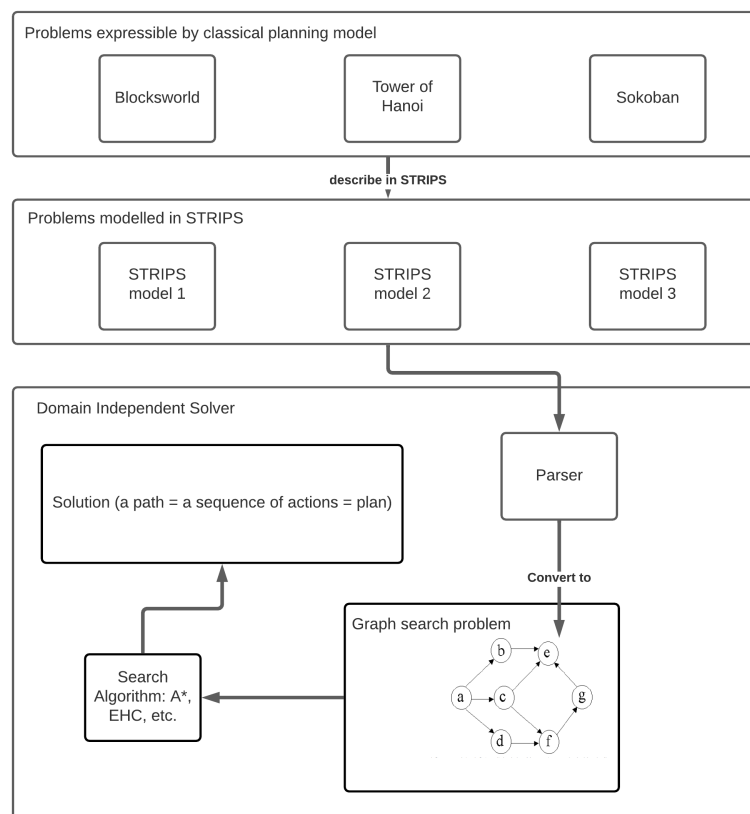 Problems expressible by classical planning model
Blocksworld
Tower of
Hanoi
Sokoban
describe in STRIPS
Problems modelled in STRIPS
STRIPS
model 1
STRIPS
model 2
STRIPS
model 3
Domain Independent Solver
Parser
Solution (a path = a sequence of actions = plan)
Convert to
Graph search problem
b
e
a
c
g
d
f
Search
Algorithm: A*,
EHC, etc.